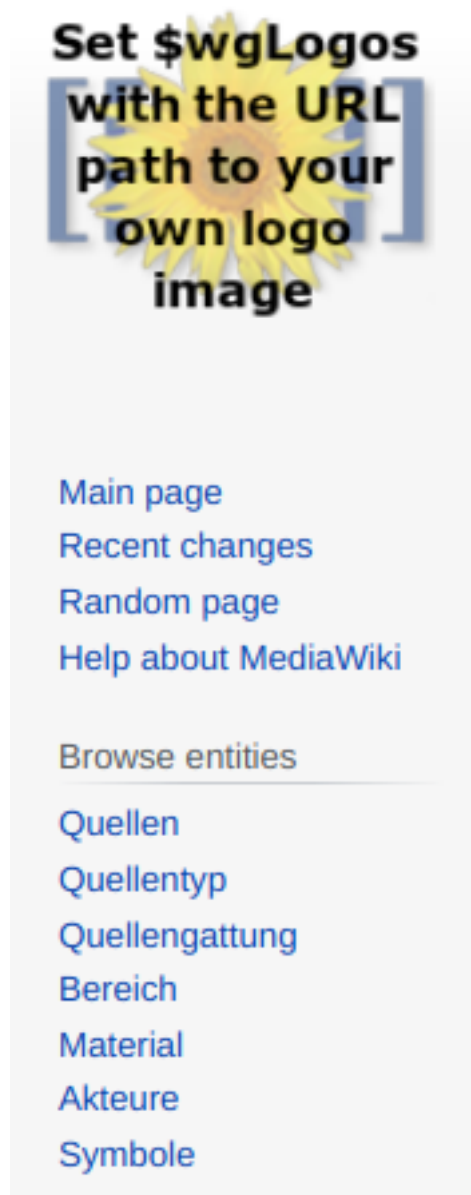 Set $wgLogos
with the URL
path to your
own logo
image
Main page
Recent changes
Random page
Help about MediaWiki
Browse entities
Quellen
Quellentyp
Quellengattung
Bereich
Material
Akteure
Symbole